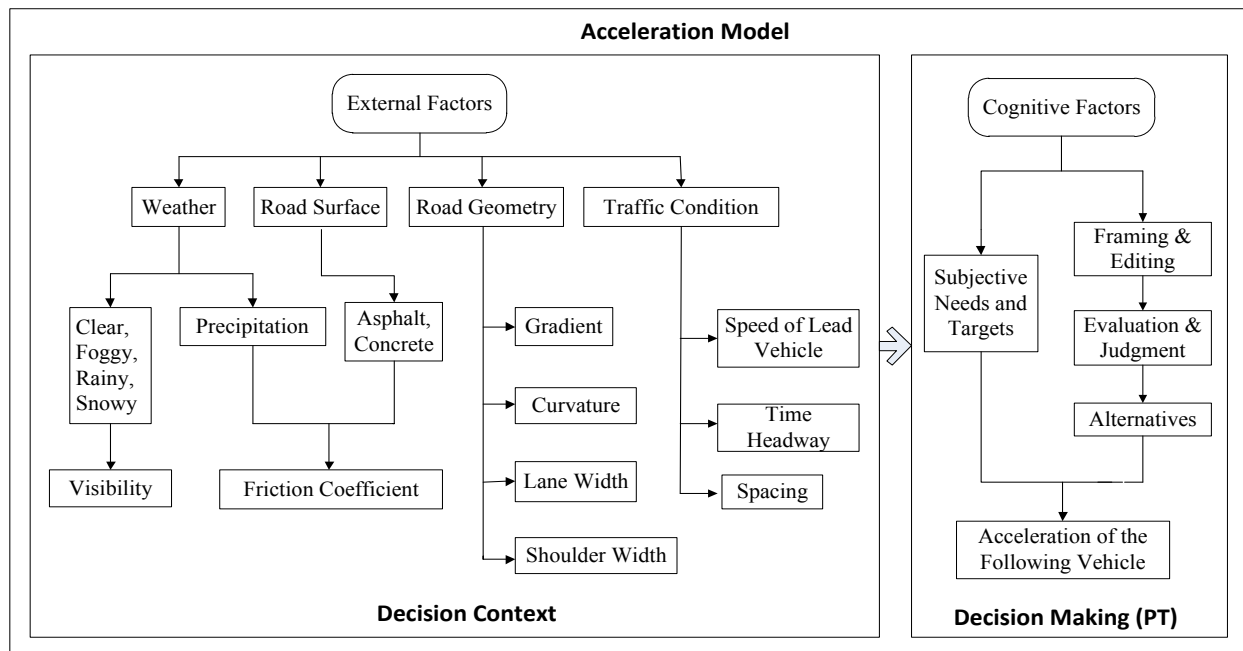 Acceleration Model
External Factors
Weather
Road Surface
Road Geometry
Traffic Condition
Clear,
Foggy,
Rainy,
Snowy
Precipitation
Asphalt,
Concrete
Visibility
Friction Coefficient
Gradient
Curvature
Lane Width
Shoulder Width
Speed of Lead
Vehicle
Time
Headway
Spacing
Decision Context
Cognitive Factors
Subjective
Needs and
Targets
Framing &
Editing
Evaluation &
Judgment
Alternatives
Acceleration of the
Following Vehicle
Decision Making (PT)